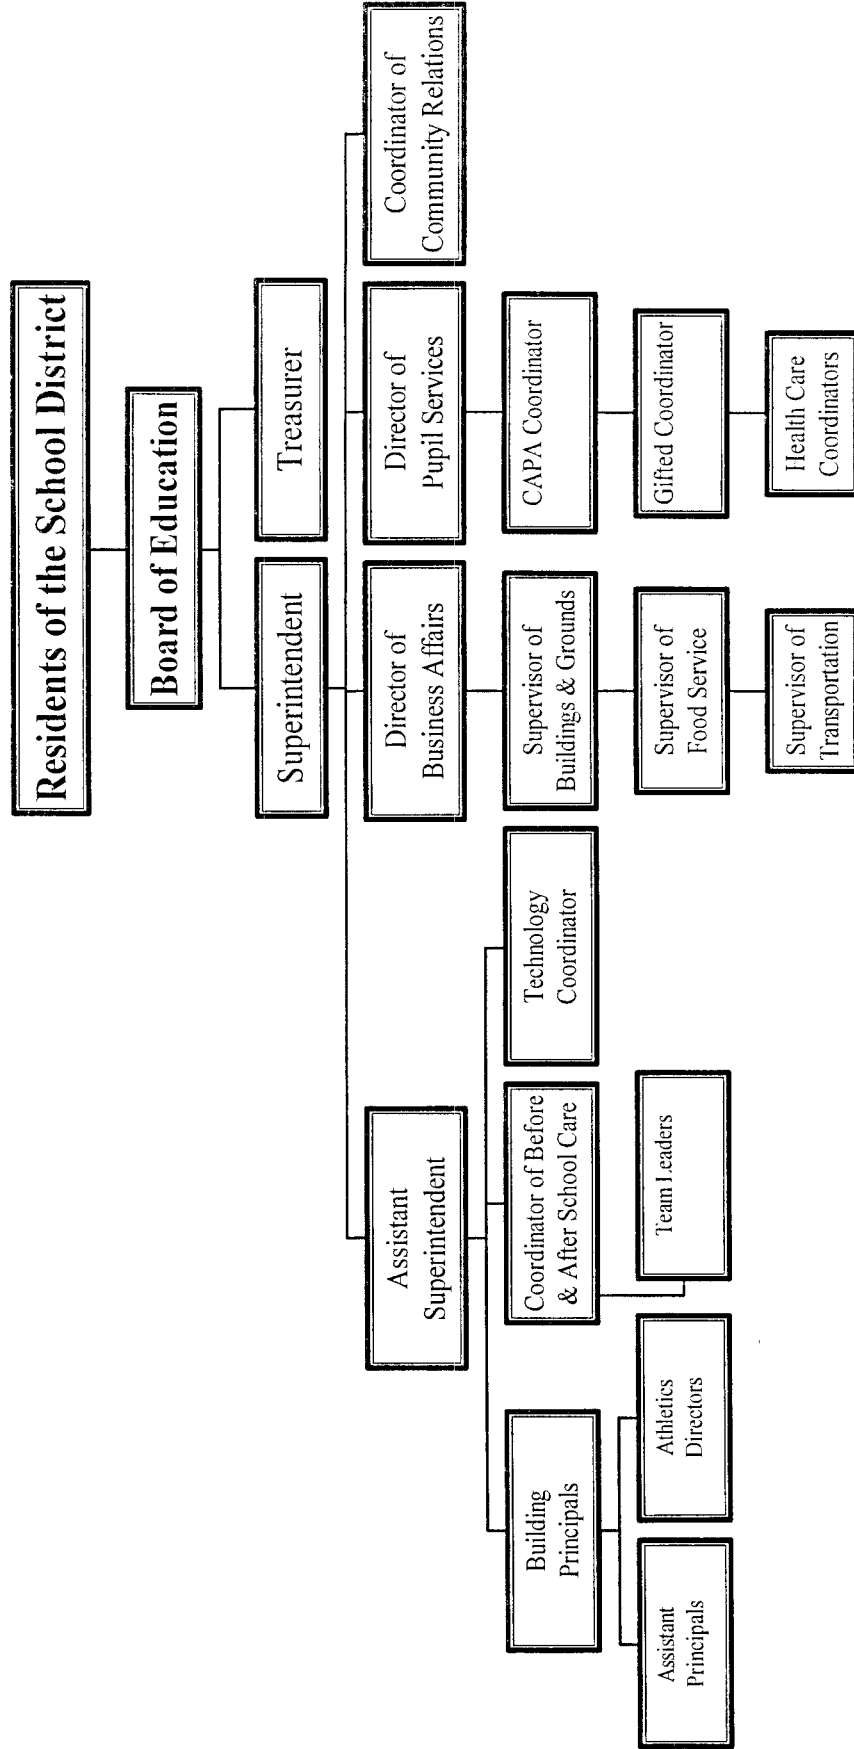 Residents of the School District
Board of Education
Superintendent
Treasurer
Assistant
Superintendent
Director of
Business Affairs
Director of
Pupil Services
Coordinator of
Community Relations
Building
Principals
Coordinator of Before
& After School Care
Technology
Coordinator
Supervisor of
Buildings & Grounds
CAPA Coordinator
Assistant
Principals
Athletics
Directors
Team Leaders
Supervisor of
Food Service
Gifted Coordinator
Supervisor of
Transportation
Health Care
Coordinators